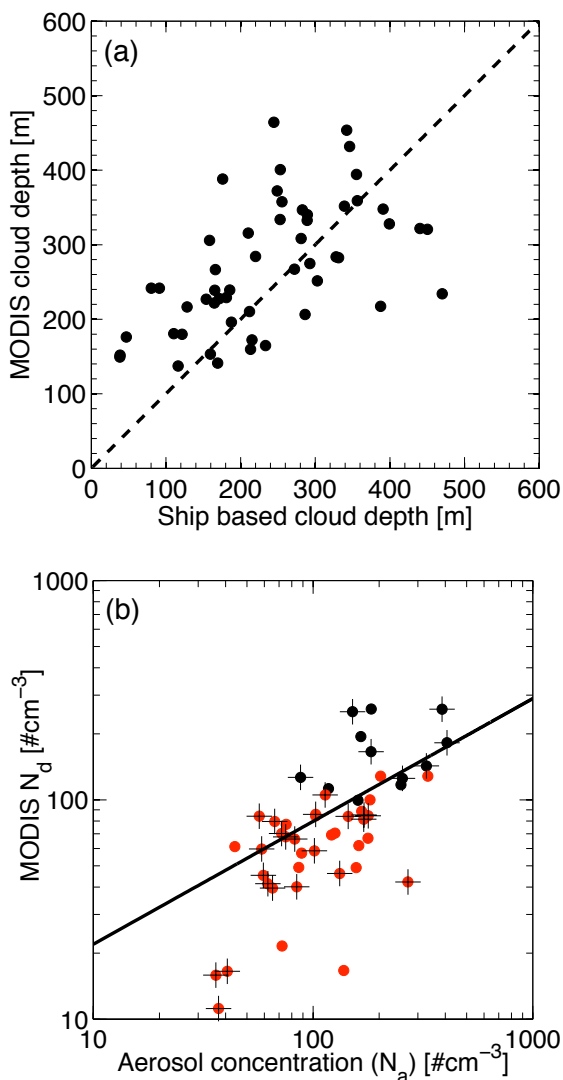 (a)
600
500
400
300
200
100
0
MODIS cloud depth [m]
0 100 200 300 400 500 600
Ship based cloud depth [m]
(b)
1000
100
10
MODIS N_d [#cm⁻³]
10 100 1000
Aerosol concentration (N_a) [#cm⁻³]